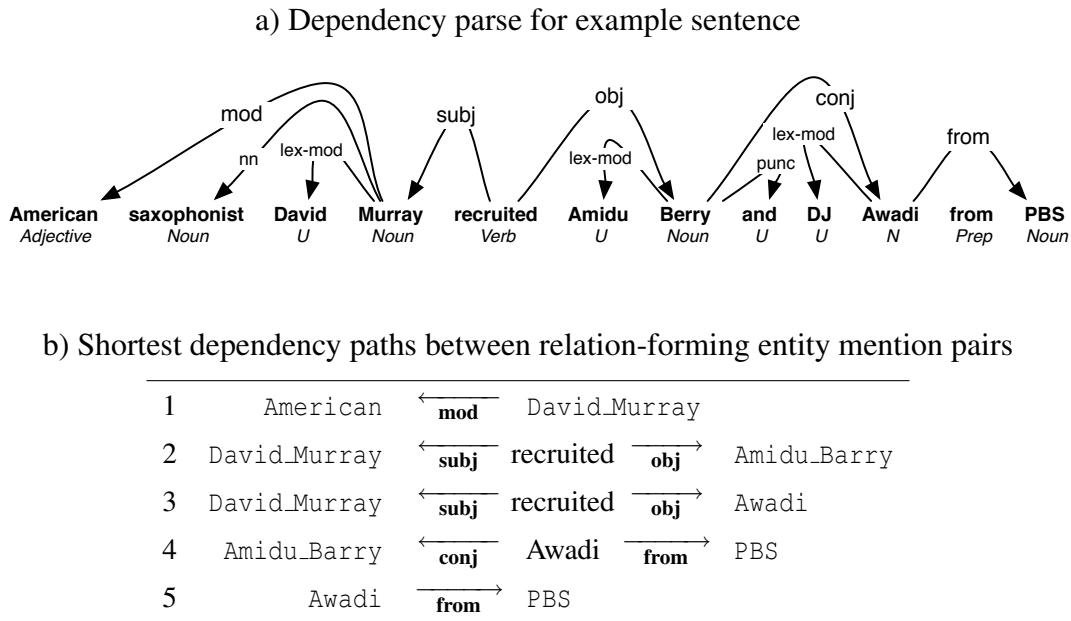 a) Dependency parse for example sentence
mod subj obj conj
nn lex-mod lex-mod punc lex-mod from
American saxophonist David Murray recruited Amidu Berry and DJ Awadi from PBS
Adjective Noun U Noun Verb U Noun U U N Prep Noun
b) Shortest dependency paths between relation-forming entity mention pairs
1 American ← mod David_Murray
2 David_Murray ← subj recruited → obj Amidu_Barry
3 David_Murray ← subj recruited → obj Awadi
4 Amidu_Barry ← conj Awadi → from PBS
5 Awadi → from PBS